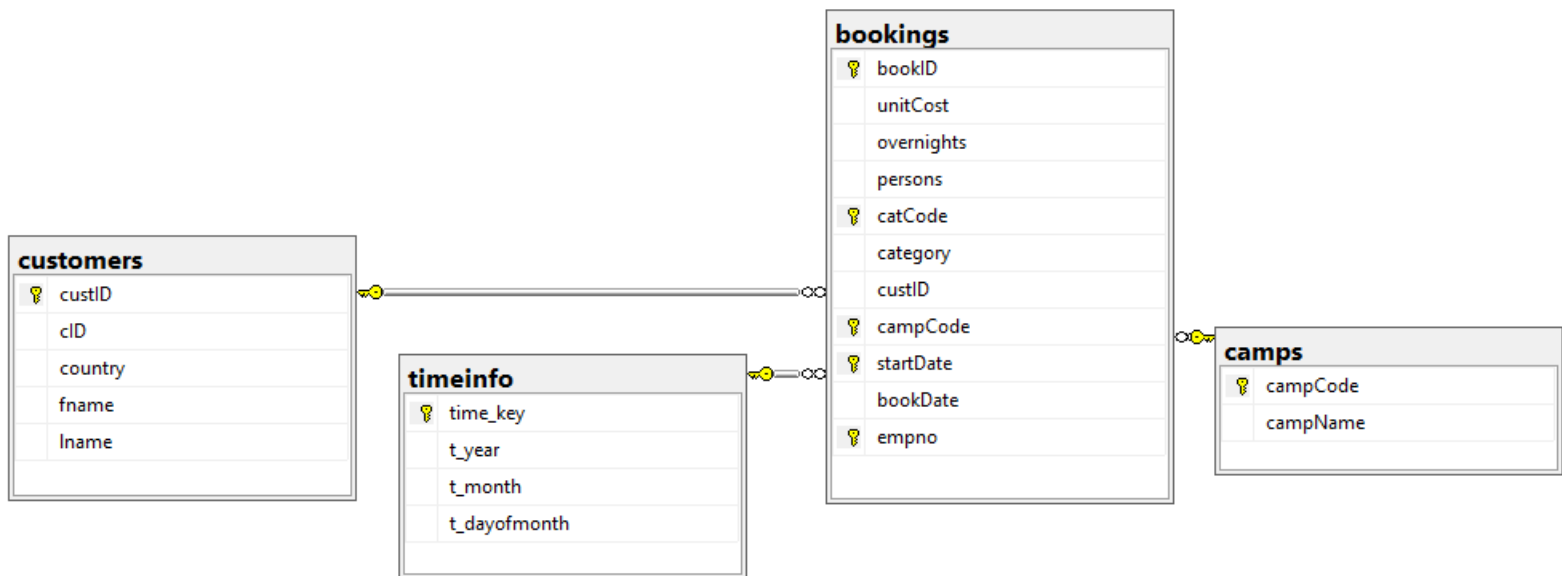 customers
custID
cID
country
fname
lname
timeinfo
time_key
t_year
t_month
t_dayofmonth
bookings
bookID
unitCost
overnights
persons
catCode
category
custID
campCode
startDate
bookDate
empno
camps
campCode
campName